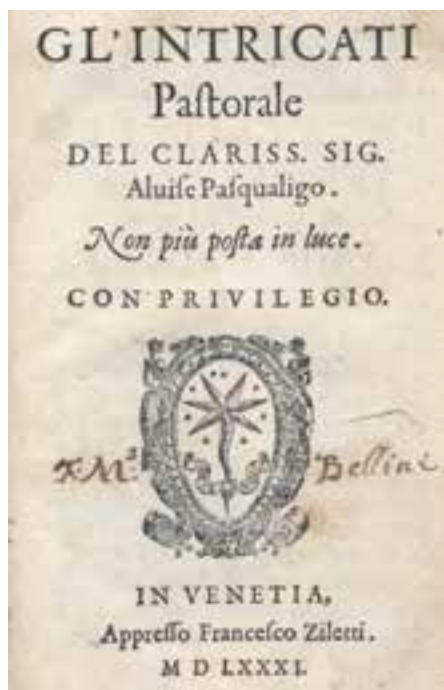 GL'INTRICATI
Paſtorale
DEL CLARISS. SIG.
Aluiſe Paſqualigo.
Non più poſta in luce.
CON PRIVILEGIO.
Bellini
IN VENETIA,
Appreſſo Franceſco Ziletti.
M D LXXXI.